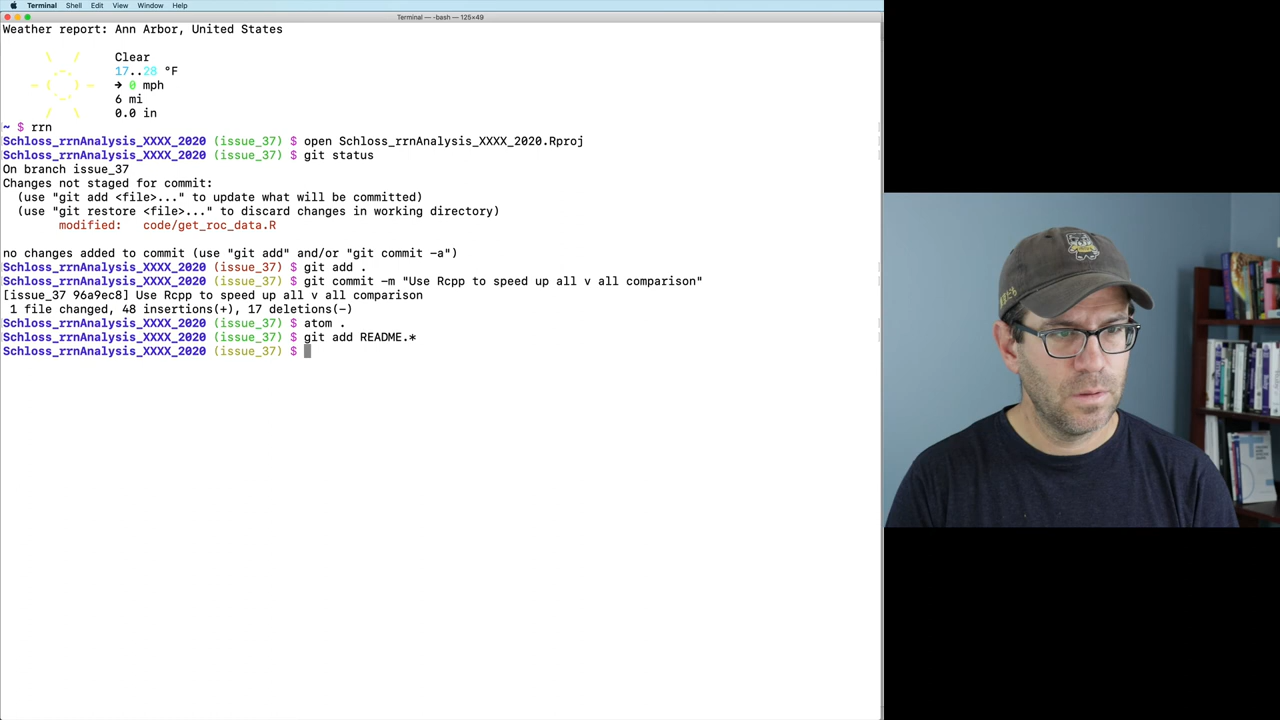 Terminal Shell Edit View Window Help
Terminal — -bash — 125×49
Weather report: Ann Arbor, United States
Clear
17..28 °F
→ 0 mph
6 mi
0.0 in
~ $ rrn
Schloss_rrnAnalysis_XXXX_2020 (issue_37) $ open Schloss_rrnAnalysis_XXXX_2020.Rproj
Schloss_rrnAnalysis_XXXX_2020 (issue_37) $ git status
On branch issue_37
Changes not staged for commit:
(use "git add <file>..." to update what will be committed)
(use "git restore <file>..." to discard changes in working directory)
modified: code/get_roc_data.R
no changes added to commit (use "git add" and/or "git commit -a")
Schloss_rrnAnalysis_XXXX_2020 (issue_37) $ git add .
Schloss_rrnAnalysis_XXXX_2020 (issue_37) $ git commit -m "Use Rcpp to speed up all v all comparison"
[issue_37 96a9ec8] Use Rcpp to speed up all v all comparison
1 file changed, 48 insertions(+), 17 deletions(-)
Schloss_rrnAnalysis_XXXX_2020 (issue_37) $ atom .
Schloss_rrnAnalysis_XXXX_2020 (issue_37) $ git add README.*
Schloss_rrnAnalysis_XXXX_2020 (issue_37) $